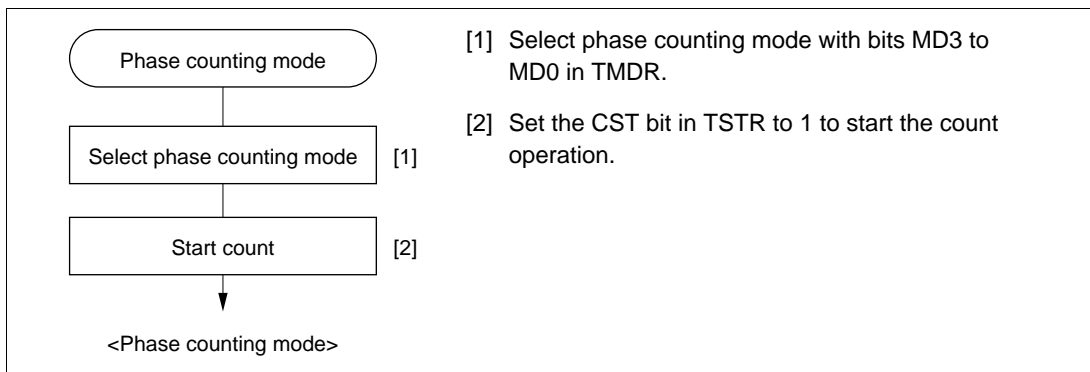 Phase counting mode
Select phase counting mode [1]
Start count [2]
<Phase counting mode>
[1] Select phase counting mode with bits MD3 to
MD0 in TMDR.
[2] Set the CST bit in TSTR to 1 to start the count
operation.